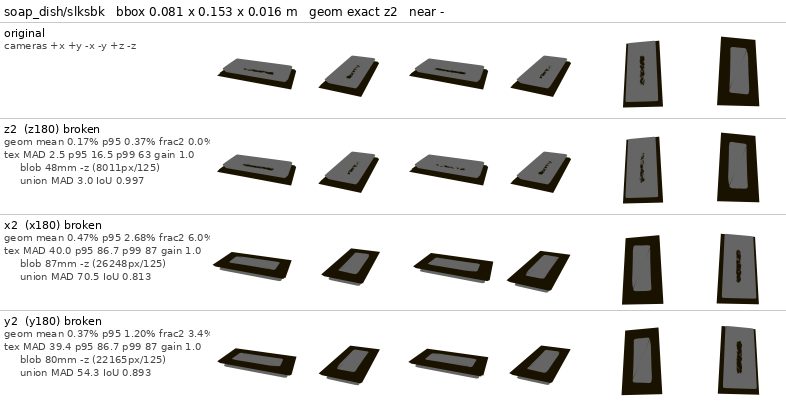 soap_dish/slksbk bbox 0.081 x 0.153 x 0.016 m geom exact z2 near -
original
cameras +x +y -x -y +z -z
z2 (z180) broken
geom mean 0.17% p95 0.37% frac2 0.0%
tex MAD 2.5 p95 16.5 p99 63 gain 1.0
blob 48mm -z (8011px/125)
union MAD 3.0 IoU 0.997
x2 (x180) broken
geom mean 0.47% p95 2.68% frac2 6.0%
tex MAD 40.0 p95 86.7 p99 87 gain 1.0
blob 87mm -z (26248px/125)
union MAD 70.5 IoU 0.813
y2 (y180) broken
geom mean 0.37% p95 1.20% frac2 3.4%
tex MAD 39.4 p95 86.7 p99 87 gain 1.0
blob 80mm -z (22165px/125)
union MAD 54.3 IoU 0.893